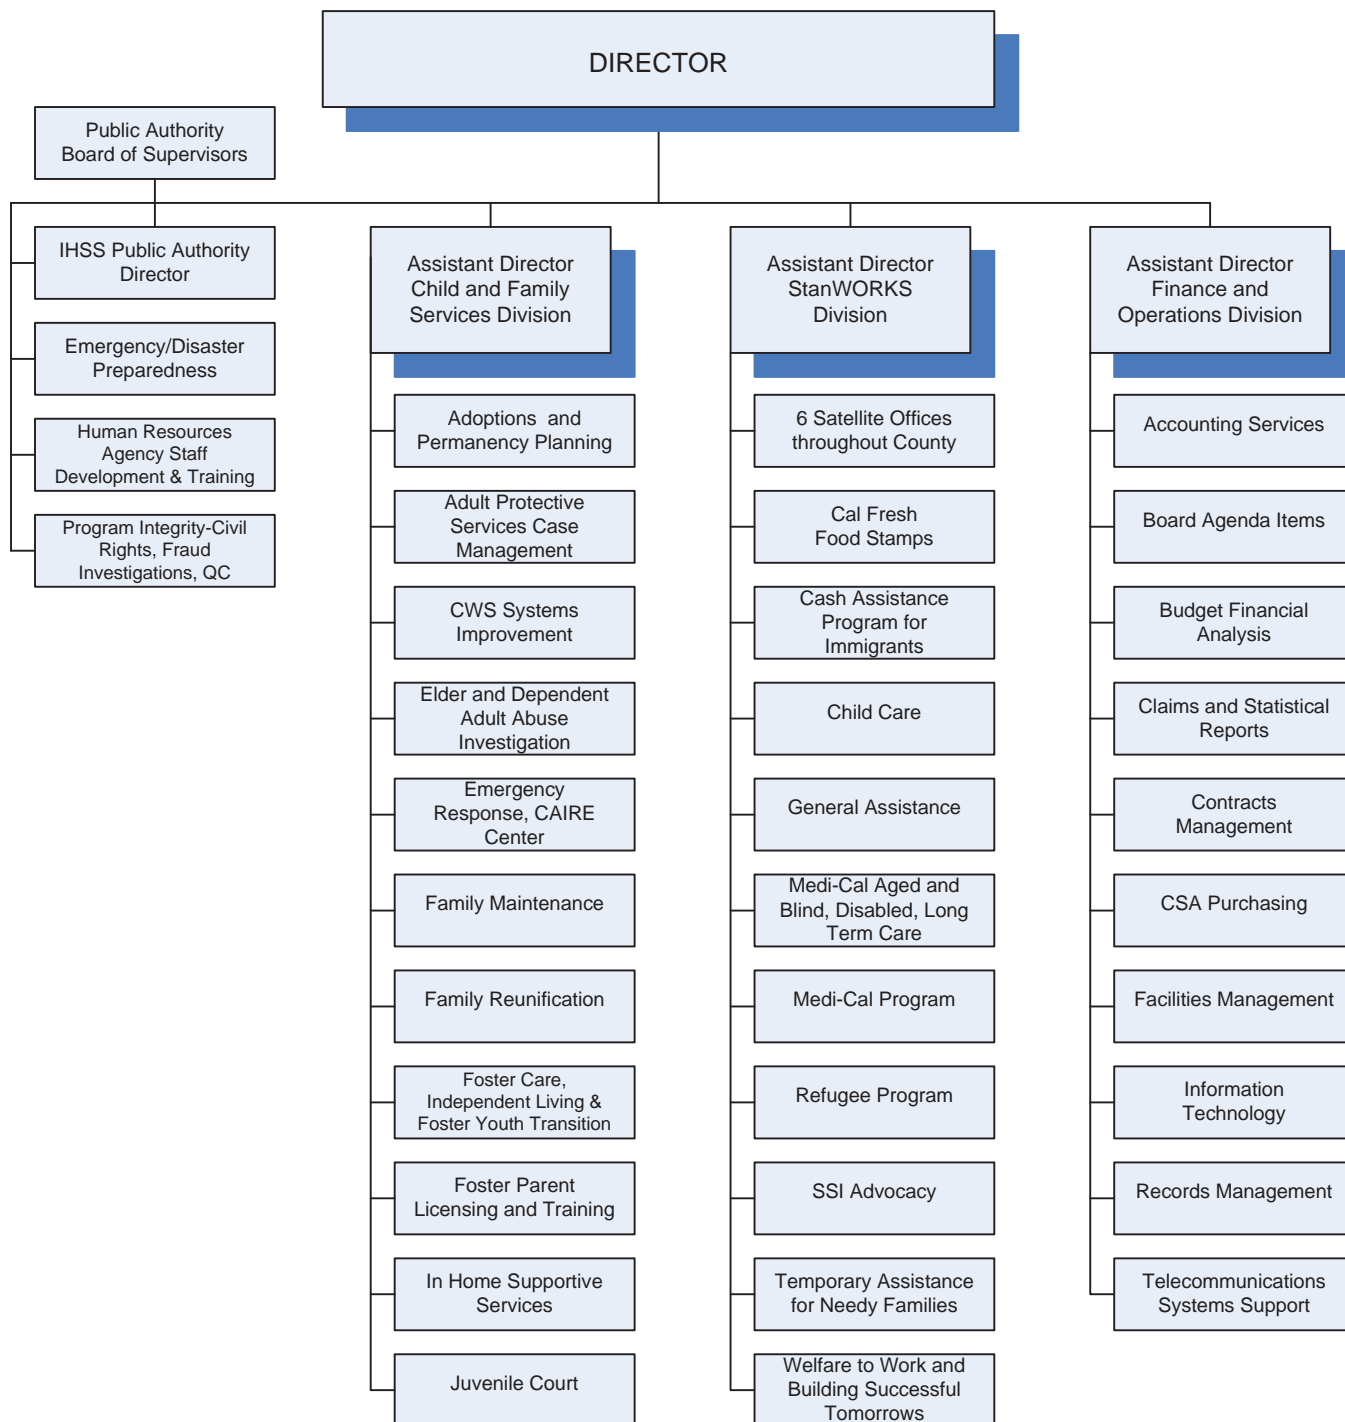 DIRECTOR
Public Authority
Board of Supervisors
IHSS Public Authority
Director
Emergency/Disaster
Preparedness
Human Resources
Agency Staff
Development & Training
Program Integrity-Civil
Rights, Fraud
Investigations, QC
Assistant Director
Child and Family
Services Division
Adoptions and
Permanency Planning
Adult Protective
Services Case
Management
CWS Systems
Improvement
Elder and Dependent
Adult Abuse
Investigation
Emergency
Response, CAIRE
Center
Family Maintenance
Family Reunification
Foster Care,
Independent Living &
Foster Youth Transition
Foster Parent
Licensing and Training
In Home Supportive
Services
Juvenile Court
Assistant Director
StanWORKS
Division
6 Satellite Offices
throughout County
Cal Fresh
Food Stamps
Cash Assistance
Program for
Immigrants
Child Care
General Assistance
Medi-Cal Aged and
Blind, Disabled, Long
Term Care
Medi-Cal Program
Refugee Program
SSI Advocacy
Temporary Assistance
for Needy Families
Welfare to Work and
Building Successful
Tomorrows
Assistant Director
Finance and
Operations Division
Accounting Services
Board Agenda Items
Budget Financial
Analysis
Claims and Statistical
Reports
Contracts
Management
CSA Purchasing
Facilities Management
Information
Technology
Records Management
Telecommunications
Systems Support